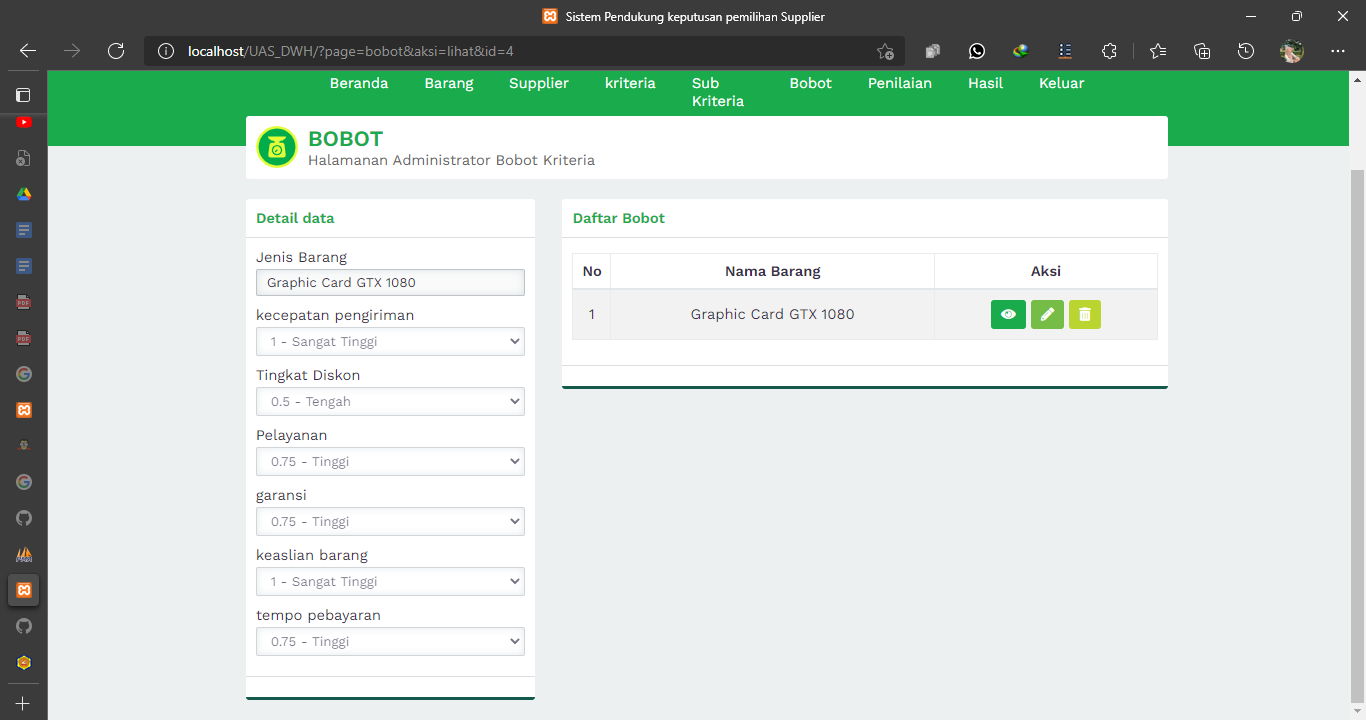 Sistem Pendukung keputusan pemilihan Supplier
localhost/UAS_DWH/?page=bobot&aksi=lihat&id=4
Beranda Barang Supplier kriteria Sub Kriteria Bobot Penilaian Hasil Keluar
BOBOT
Halamanan Administrator Bobot Kriteria
Detail data
Jenis Barang
Graphic Card GTX 1080
kecepatan pengiriman
1 - Sangat Tinggi
Tingkat Diskon
0.5 - Tengah
Pelayanan
0.75 - Tinggi
garansi
0.75 - Tinggi
keaslian barang
1 - Sangat Tinggi
tempo pebayaran
0.75 - Tinggi
Daftar Bobot
No Nama Barang Aksi
1 Graphic Card GTX 1080